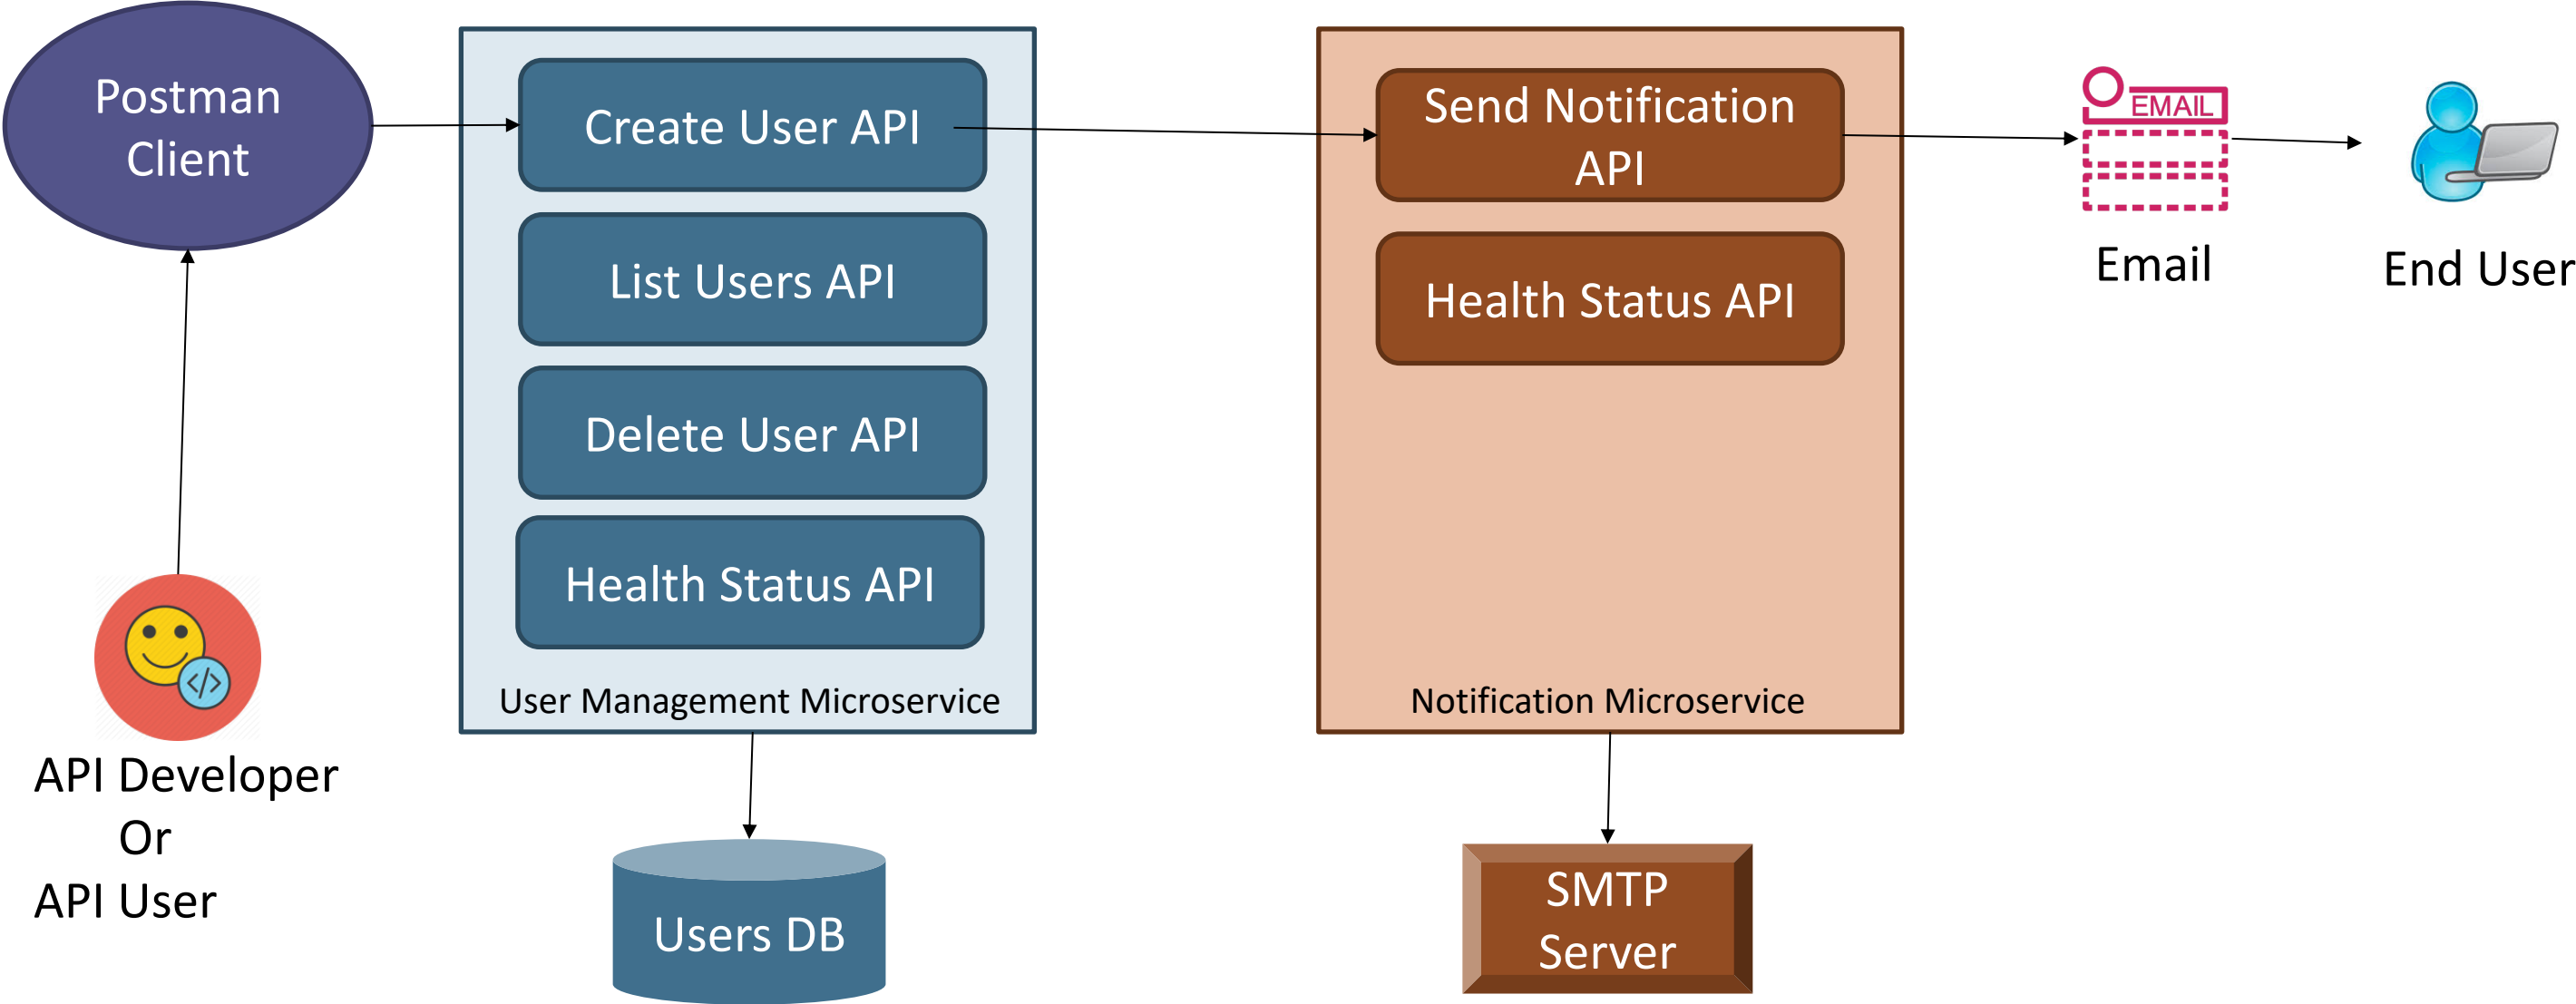 Postman
Client
Create User API
List Users API
Delete User API
Health Status API
User Management Microservice
Users DB
Send Notification
API
Health Status API
Notification Microservice
SMTP
Server
EMAIL
Email
End User
</>
API Developer
Or
API User